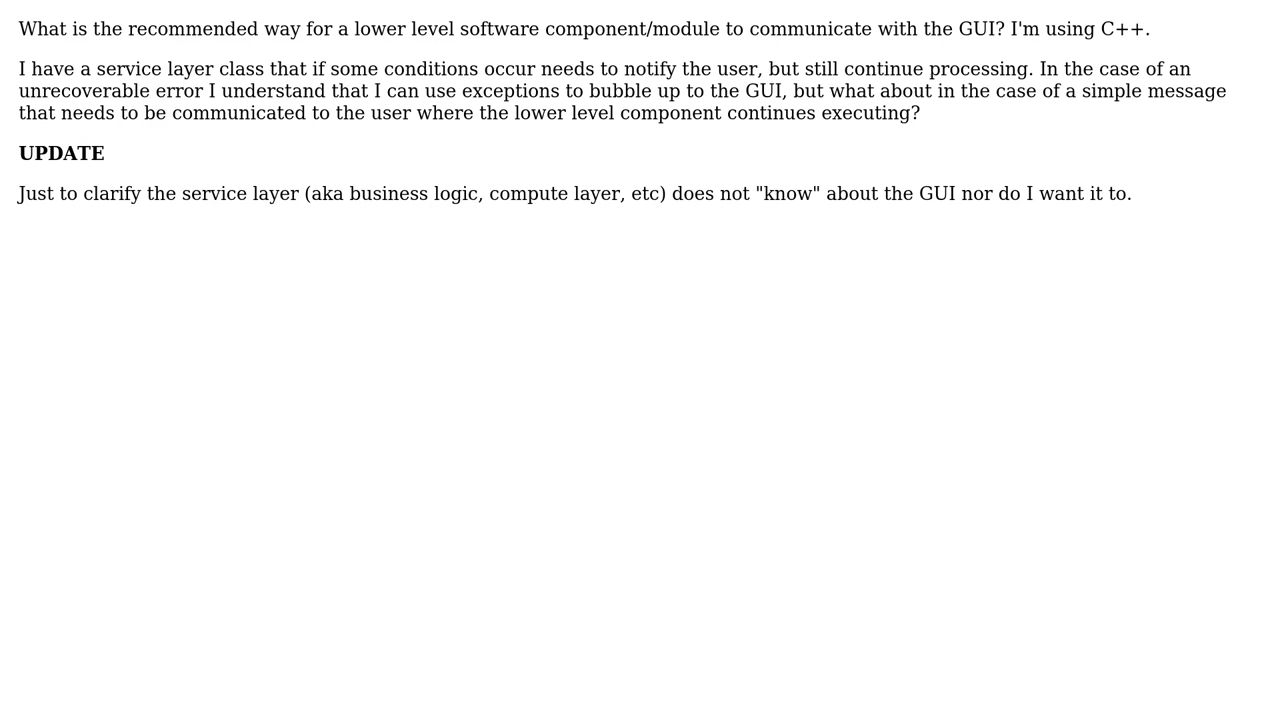 What is the recommended way for a lower level software component/module to communicate with the GUI? I'm using C++.
I have a service layer class that if some conditions occur needs to notify the user, but still continue processing. In the case of an
unrecoverable error I understand that I can use exceptions to bubble up to the GUI, but what about in the case of a simple message
that needs to be communicated to the user where the lower level component continues executing?
UPDATE
Just to clarify the service layer (aka business logic, compute layer, etc) does not "know" about the GUI nor do I want it to.